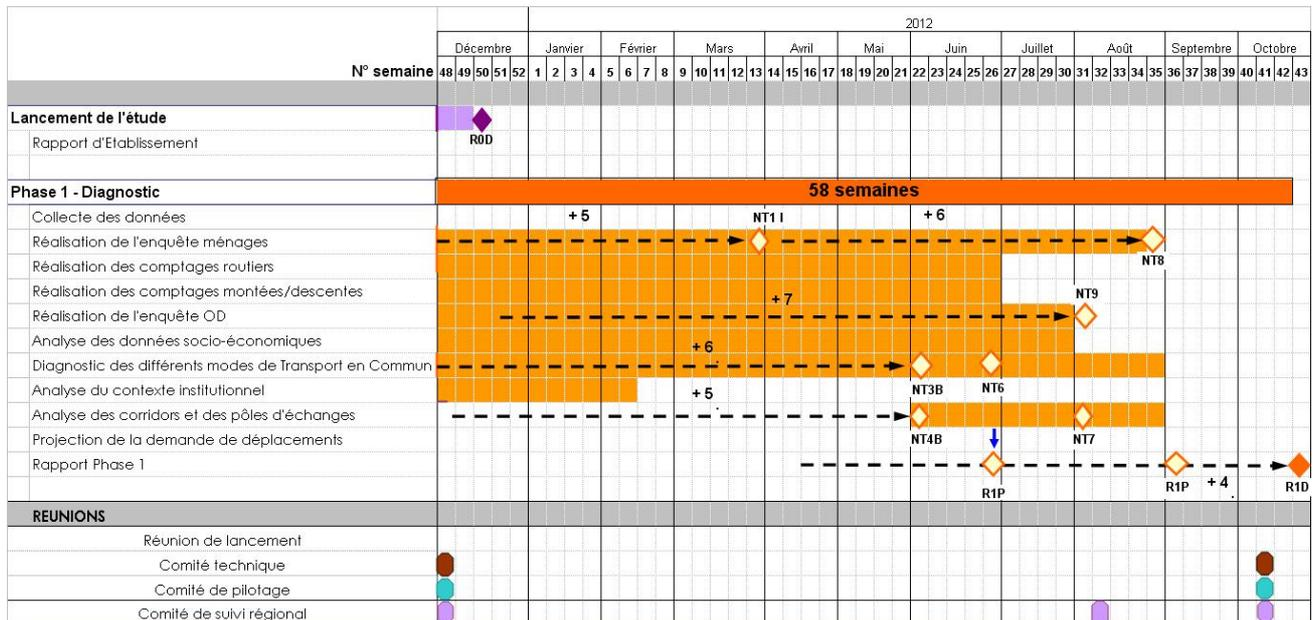 2012
Décembre Janvier Février Mars Avril Mai Juin Juillet Août Septembre Octobre
N° semaine 48 49 50 51 52 1 2 3 4 5 6 7 8 9 10 11 12 13 14 15 16 17 18 19 20 21 22 23 24 25 26 27 28 29 30 31 32 33 34 35 36 37 38 39 40 41 42 43
Lancement de l'étude
R0D
Rapport d'Etablissement
Phase 1 - Diagnostic 58 semaines
Collecte des données + 5 NT1 I + 6
Réalisation de l'enquête ménages
NT8
Réalisation des comptages routiers
Réalisation des comptages montées/descentes NT9
+ 7
Réalisation de l'enquête OD
Analyse des données socio-économiques
+ 6
Diagnostic des différents modes de Transport en Commun
NT3B NT6
Analyse du contexte institutionnel + 5
Analyse des corridors et des pôles d'échanges
NT4B NT7
Projection de la demande de déplacements
Rapport Phase 1
R1P R1P + 4 R1D
REUNIONS
Réunion de lancement
Comité technique
Comité de pilotage
Comité de suivi régional